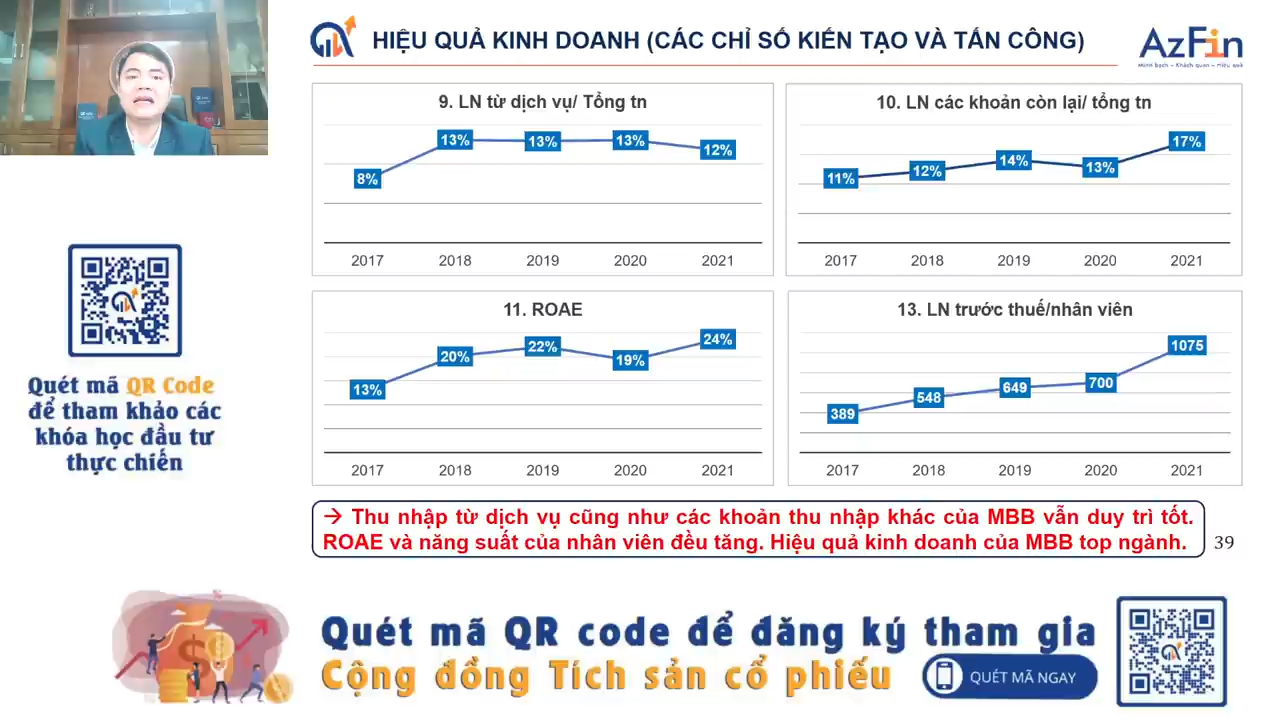 HIỆU QUẢ KINH DOANH (CÁC CHỈ SỐ KIẾN TẠO VÀ TẤN CÔNG)
AzFin
Minh bạch - Khách quan - Hiệu quả
9. LN từ dịch vụ/ Tổng tn
8%
13%
13%
13%
12%
2017 2018 2019 2020 2021
10. LN các khoản còn lại/ tổng tn
11%
12%
14%
13%
17%
2017 2018 2019 2020 2021
11. ROAE
13%
20%
22%
19%
24%
2017 2018 2019 2020 2021
13. LN trước thuế/nhân viên
389
548
649
700
1075
2017 2018 2019 2020 2021
Quét mã QR Code
để tham khảo các
khóa học đầu tư
thực chiến
→ Thu nhập từ dịch vụ cũng như các khoản thu nhập khác của MBB vẫn duy trì tốt.
ROAE và năng suất của nhân viên đều tăng. Hiệu quả kinh doanh của MBB top ngành.
39
Quét mã QR code để đăng ký tham gia
Cộng đồng Tích sản cổ phiếu
QUÉT MÃ NGAY